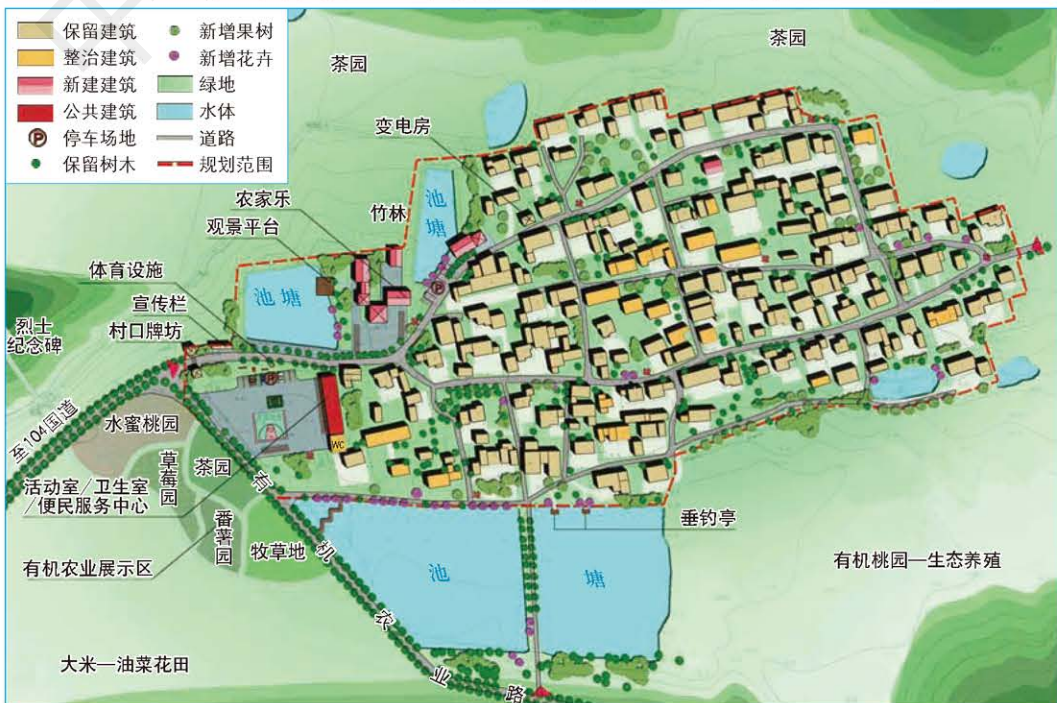 保留建筑
新增果树
整治建筑
新增花卉
新建建筑
绿地
公共建筑
水体
P
停车场地
道路
保留树木
规划范围
茶园
茶园
变电房
农家乐
竹林
池塘
观景平台
体育设施
池塘
宣传栏
烈士
纪念碑
村口牌坊
P
P
至104国道
水蜜桃园
WC
草莓园
茶园
活动室/卫生室
/便民服务中心
番薯园
垂钓亭
有机农业展示区
牧草地
池塘
有机桃园—生态养殖
大米—油菜花田
有机农业路